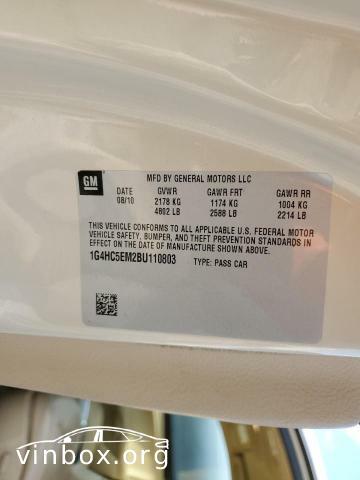 GM
MFD BY GENERAL MOTORS LLC
DATE GVWR GAWR FRT GAWR RR
08/10 2178 KG 1174 KG 1004 KG
4802 LB 2588 LB 2214 LB
THIS VEHICLE CONFORMS TO ALL APPLICABLE U.S. FEDERAL MOTOR
VEHICLE SAFETY, BUMPER, AND THEFT PREVENTION STANDARDS IN
EFFECT ON THE DATE OF MANUFACTURE SHOWN ABOVE.
1G4HC5EM2BU110803 TYPE: PASS CAR
vinbox.org